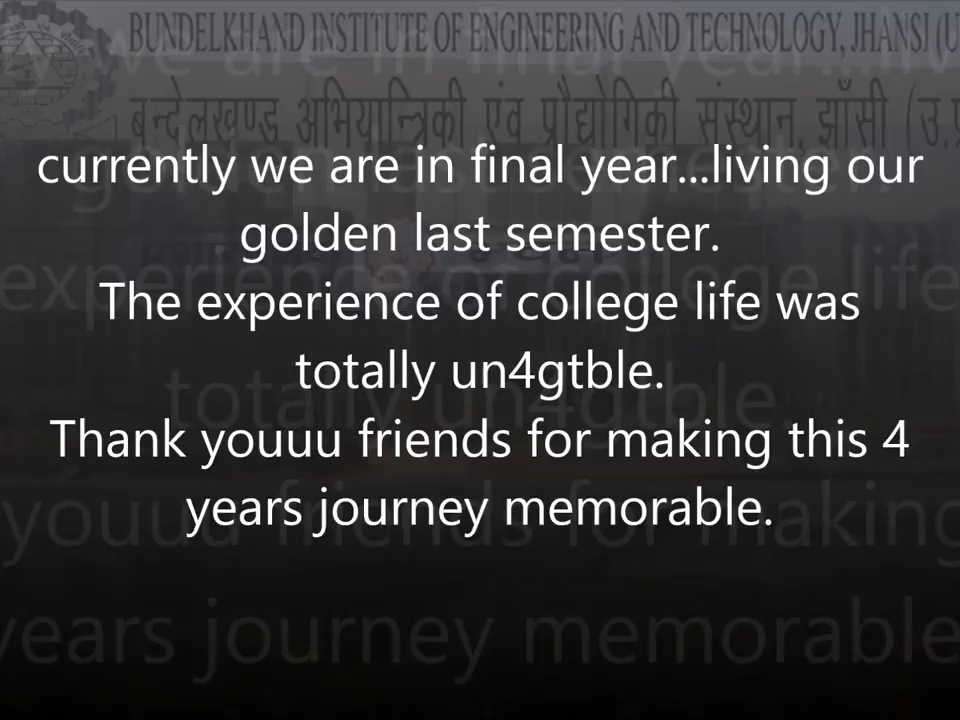 BUNDELKHAND INSTITUTE OF ENGINEERING AND TECHNOLOGY, JHANSI (U
बुन्देलखण्ड अभियान्त्रिकी एवं प्रौद्योगिकी संस्थान, झाँसी (उ.प्र
currently we are in final year...living our
golden last semester.
The experience of college life was
totally un4gtble.
Thank youuu friends for making this 4
years journey memorable.